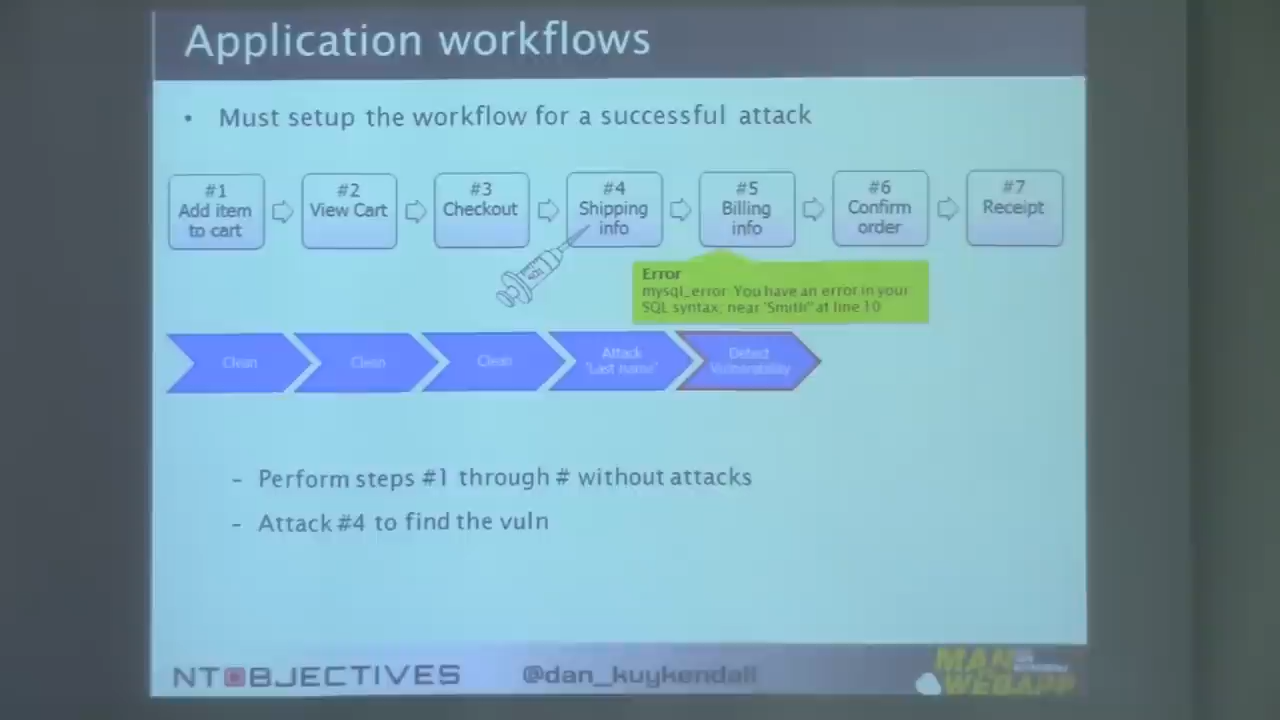 Application workflows
• Must setup the workflow for a successful attack
#1
Add item
to cart
#2
View Cart
#3
Checkout
#4
Shipping
info
#5
Billing
info
#6
Confirm
order
#7
Receipt
SQL
Error
mysql_error: You have an error in your
SQL syntax; near 'Smith'' at line 10
Clean
Clean
Clean
Attack
'Last name'
Detect
Vulnerability
– Perform steps #1 through # without attacks
– Attack #4 to find the vuln
NTOBJECTIVES
@dan_kuykendall
MAN
WEBAPP